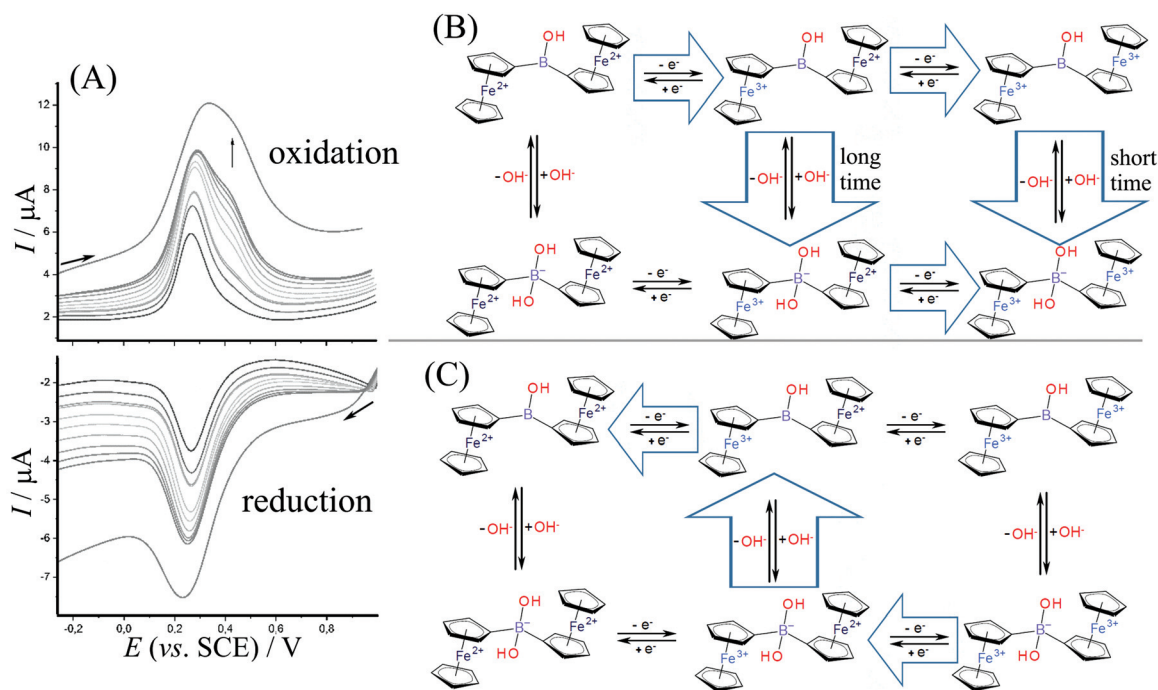 (A)
12
10
8
6
4
2
I / μA
oxidation
-2
-3
-4
-5
-6
-7
I / μA
reduction
-0,2 0,0 0,2 0,4 0,6 0,8
E (vs. SCE) / V
(B)
OH OH OH
B Fe²⁺ - e⁻ B Fe²⁺ - e⁻ B Fe³⁺
Fe²⁺ + e⁻ Fe³⁺ + e⁻ Fe³⁺
-OH⁻ +OH⁻ -OH⁻ +OH⁻ long time -OH⁻ +OH⁻ short time
OH OH OH
B⁻ Fe²⁺ - e⁻ B⁻ Fe²⁺ - e⁻ B⁻ Fe³⁺
Fe²⁺ HO + e⁻ Fe³⁺ HO + e⁻ Fe³⁺ HO
(C)
OH OH OH
B Fe²⁺ - e⁻ B Fe²⁺ - e⁻ B Fe³⁺
Fe²⁺ + e⁻ Fe³⁺ + e⁻ Fe³⁺
-OH⁻ +OH⁻ -OH⁻ +OH⁻ -OH⁻ +OH⁻
OH OH OH
B⁻ Fe²⁺ - e⁻ B⁻ Fe²⁺ - e⁻ B⁻ Fe³⁺
Fe²⁺ HO + e⁻ Fe³⁺ HO + e⁻ Fe³⁺ HO